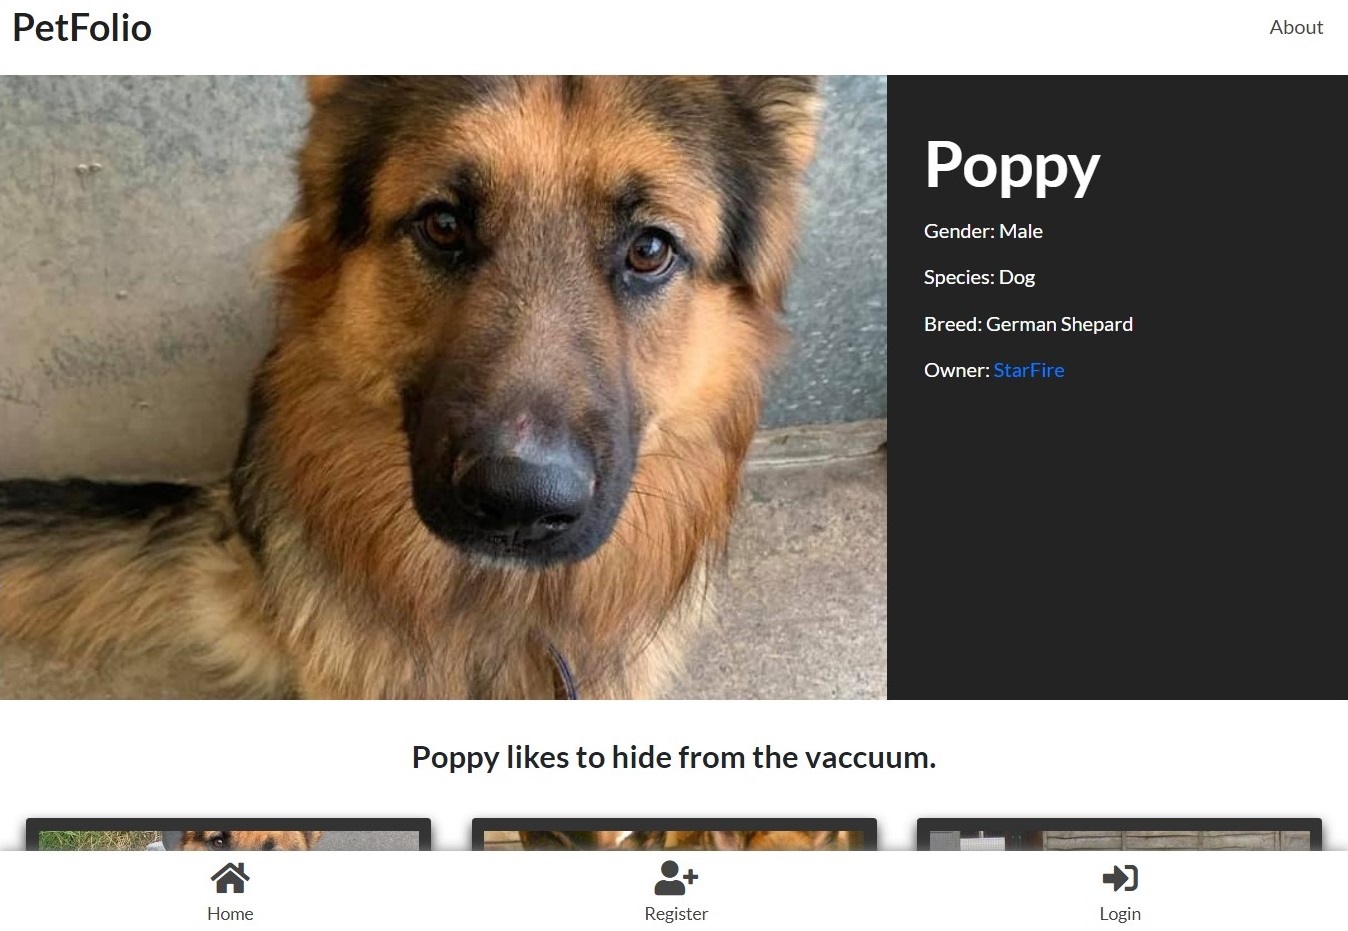 PetFolio
About
Poppy
Gender: Male
Species: Dog
Breed: German Shepard
Owner: StarFire
Poppy likes to hide from the vaccuum.
Home
Register
Login